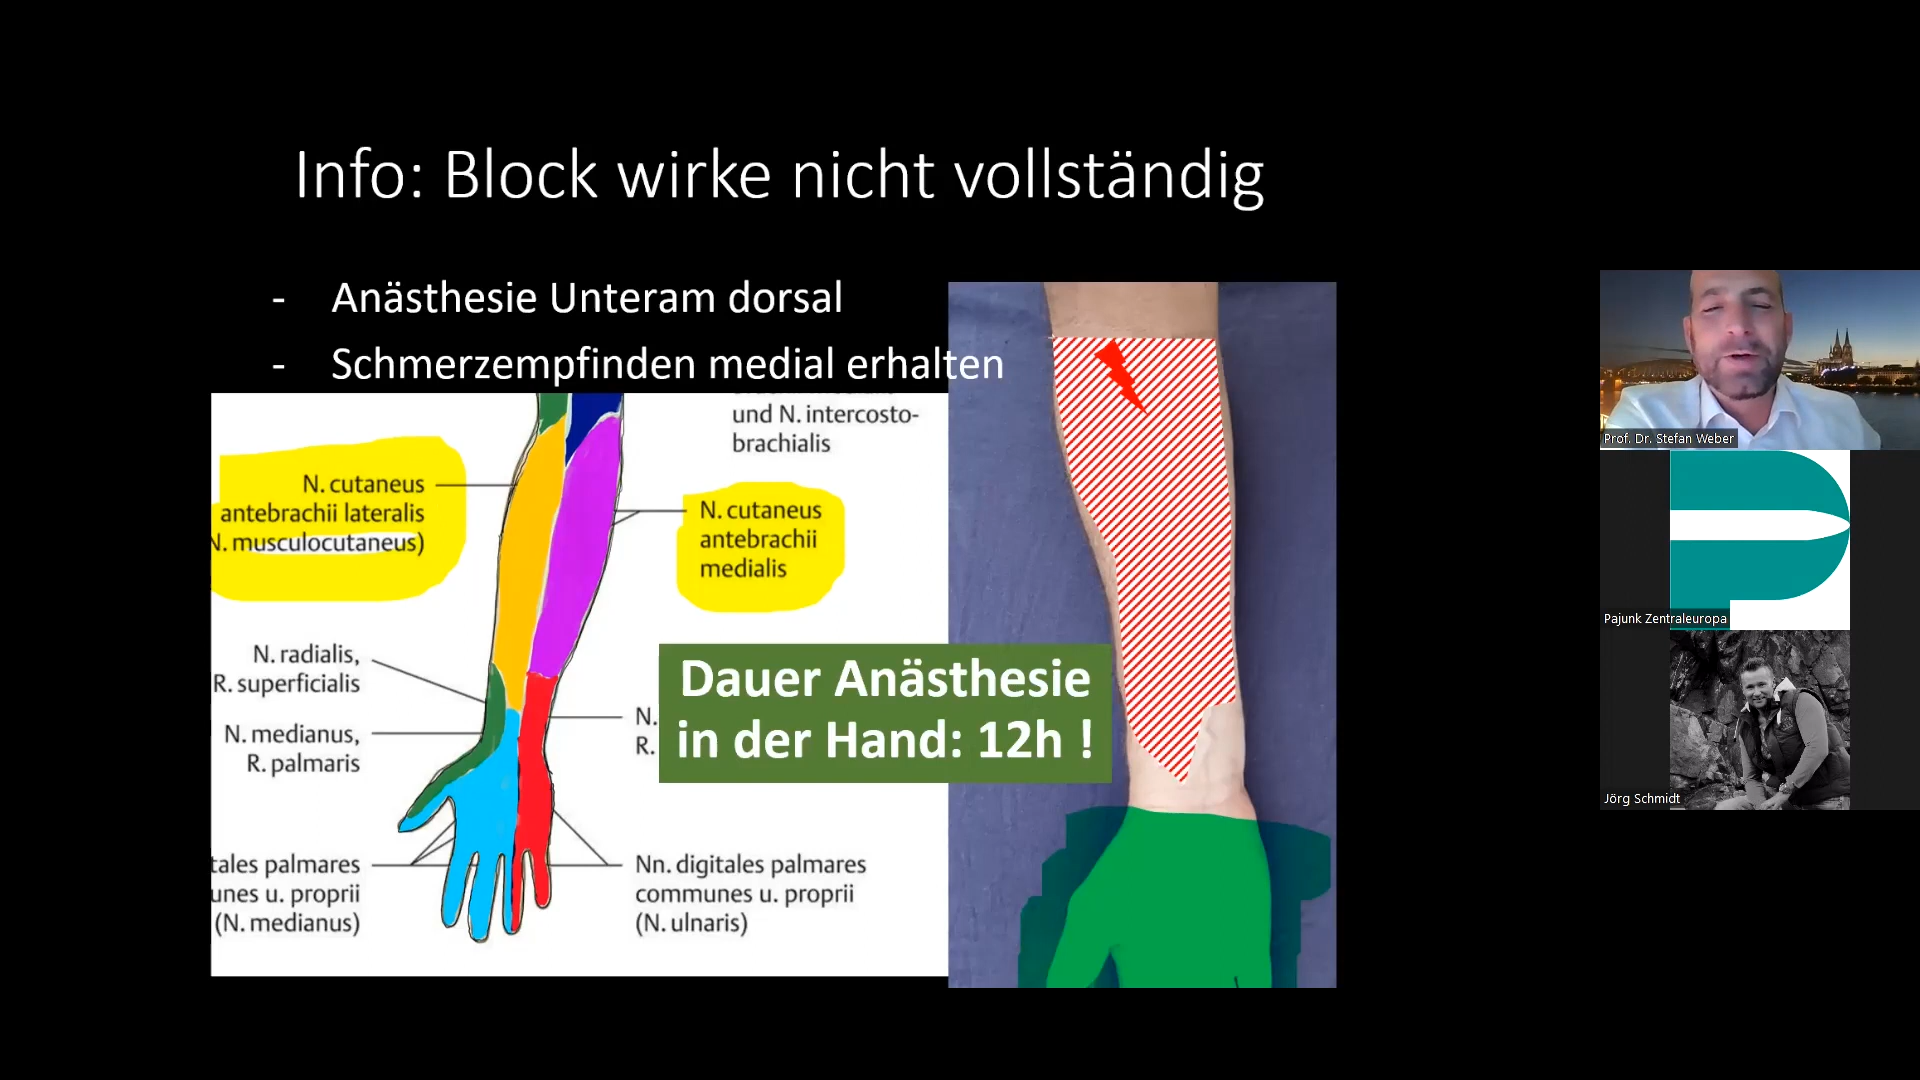 Info: Block wirke nicht vollständig
- Anästhesie Unteram dorsal
- Schmerzempfinden medial erhalten
und N. intercosto-
brachialis
N. cutaneus
antebrachii lateralis
N. musculocutaneus)
N. cutaneus
antebrachii
medialis
N. radialis,
R. superficialis
N. medianus,
R. palmaris
N.
R.
Dauer Anästhesie
in der Hand: 12h !
tales palmares
unes u. proprii
(N. medianus)
Nn. digitales palmares
communes u. proprii
(N. ulnaris)
Prof. Dr. Stefan Weber
Pajunk Zentraleuropa
Jörg Schmidt